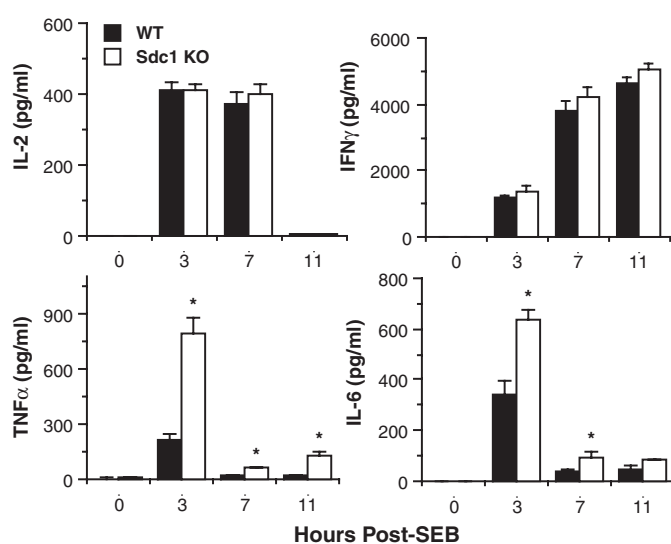 WT
Sdc1 KO
IL-2 (pg/ml)
600
400
200
0
0 3 7 11
IFNγ (pg/ml)
6000
4000
2000
0
0 3 7 11
TNFα (pg/ml)
900
600
300
0
* * *
0 3 7 11
IL-6 (pg/ml)
800
600
400
200
0
* *
0 3 7 11
Hours Post-SEB